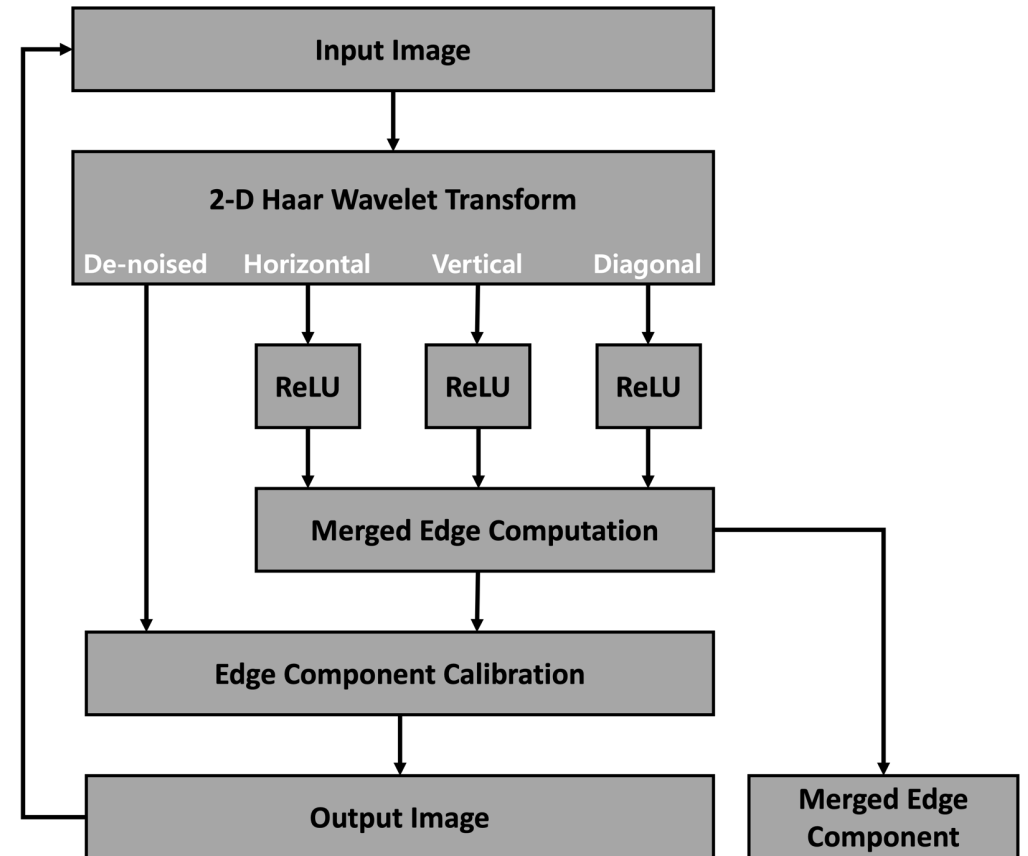 Input Image
2-D Haar Wavelet Transform
De-noised Horizontal Vertical Diagonal
ReLU ReLU ReLU
Merged Edge Computation
Edge Component Calibration
Output Image
Merged Edge
Component